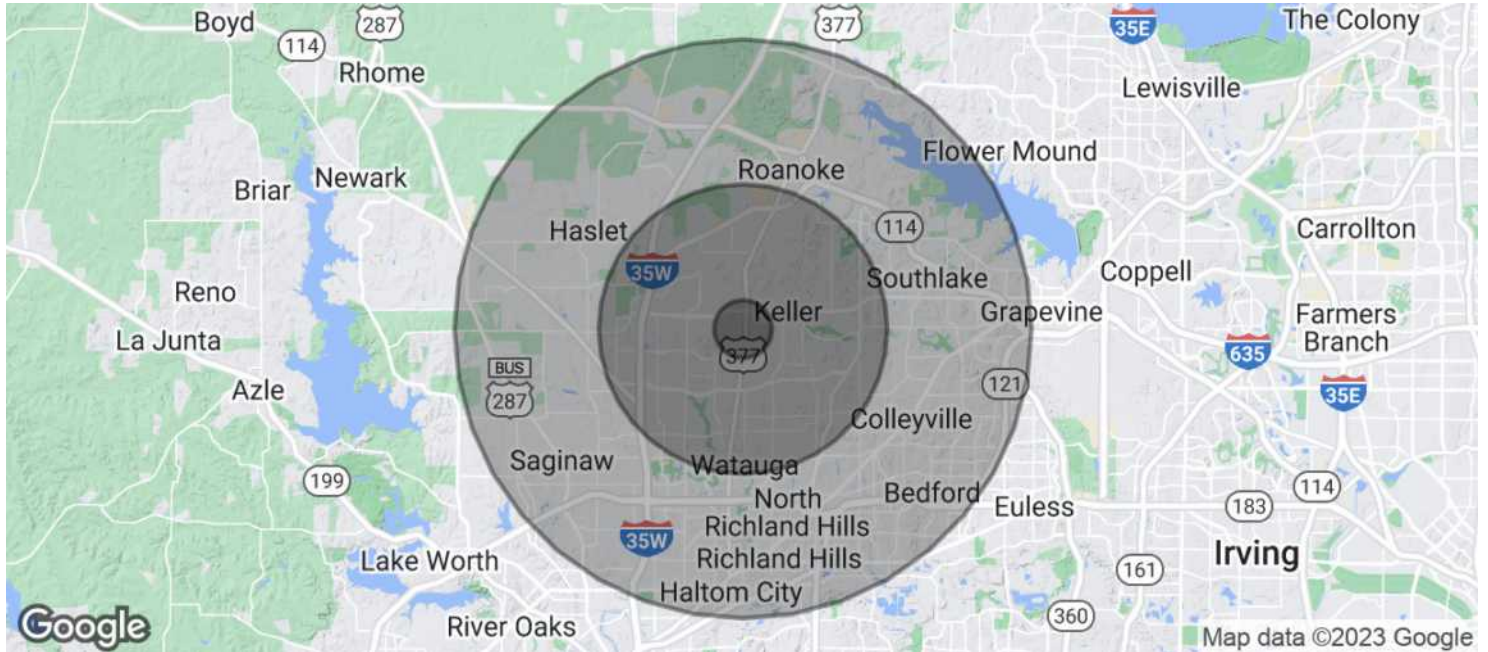 Boyd
114
287
Rhome
377
35E
The Colony
Lewisville
Flower Mound
Roanoke
Briar
Newark
Haslet
114
Carrollton
35W
Southlake
Coppell
Reno
Keller
Grapevine
Farmers
Branch
La Junta
377
635
BUS
287
121
35E
Azle
Colleyville
Saginaw
Watauga
199
North
Richland Hills
Bedford
Euless
183
114
35W
Richland Hills
Lake Worth
Irving
161
Haltom City
360
River Oaks
Google
Map data ©2023 Google